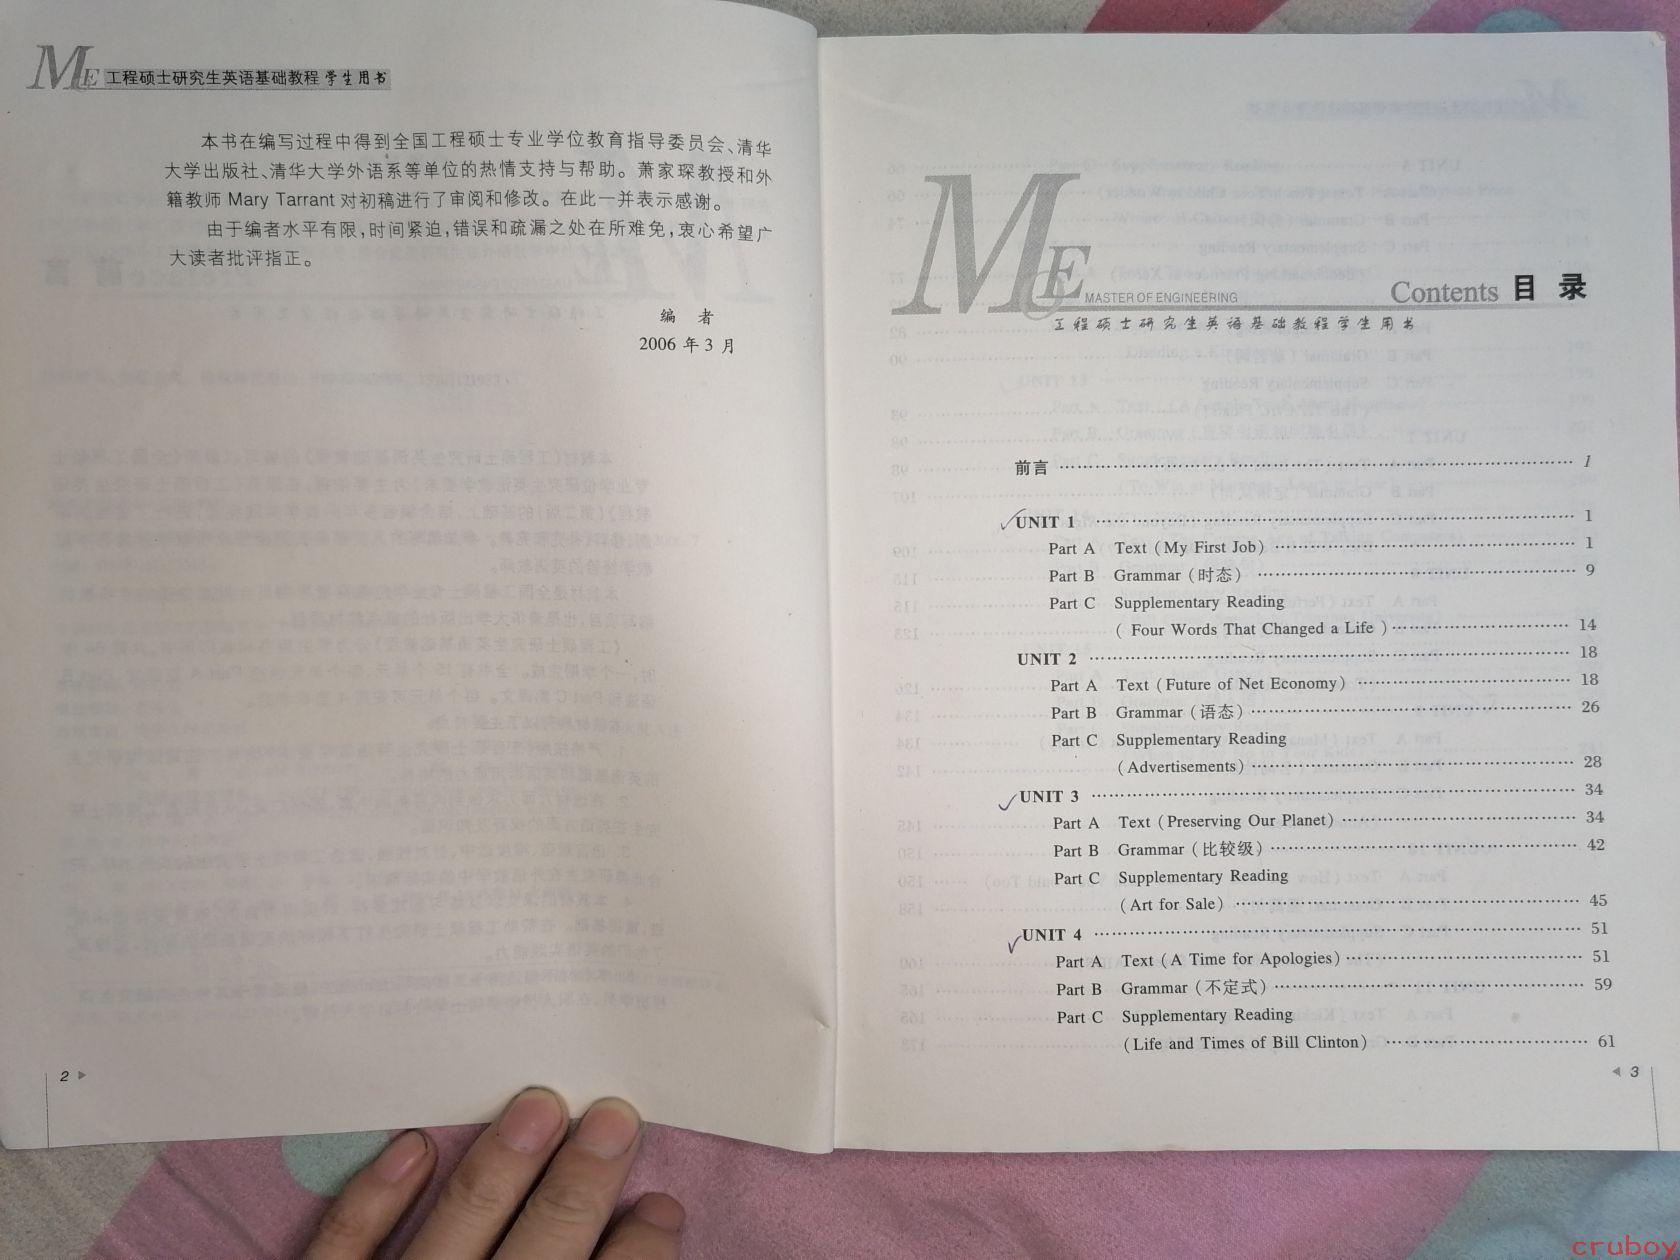 ME 工程硕士研究生英语基础教程 学生用书
本书在编写过程中得到全国工程硕士专业学位教育指导委员会、清华
大学出版社、清华大学外语系等单位的热情支持与帮助。萧家琛教授和外
籍教师 Mary Tarrant 对初稿进行了审阅和修改。在此一并表示感谢。
由于编者水平有限,时间紧迫,错误和疏漏之处在所难免,衷心希望广
大读者批评指正。
编 者
2006 年 3 月
2
ME
MASTER OF ENGINEERING
Contents 目 录
工程硕士研究生英语基础教程学生用书
前言 …… 1
UNIT 1 …… 1
Part A Text (My First Job) …… 1
Part B Grammar (时态) …… 9
Part C Supplementary Reading
( Four Words That Changed a Life ) …… 14
UNIT 2 …… 18
Part A Text (Future of Net Economy) …… 18
Part B Grammar (语态) …… 26
Part C Supplementary Reading
(Advertisements) …… 28
UNIT 3 …… 34
Part A Text (Preserving Our Planet) …… 34
Part B Grammar (比较级) …… 42
Part C Supplementary Reading
(Art for Sale) …… 45
UNIT 4 …… 51
Part A Text (A Time for Apologies) …… 51
Part B Grammar (不定式) …… 59
Part C Supplementary Reading
(Life and Times of Bill Clinton) …… 61
3
cruboy